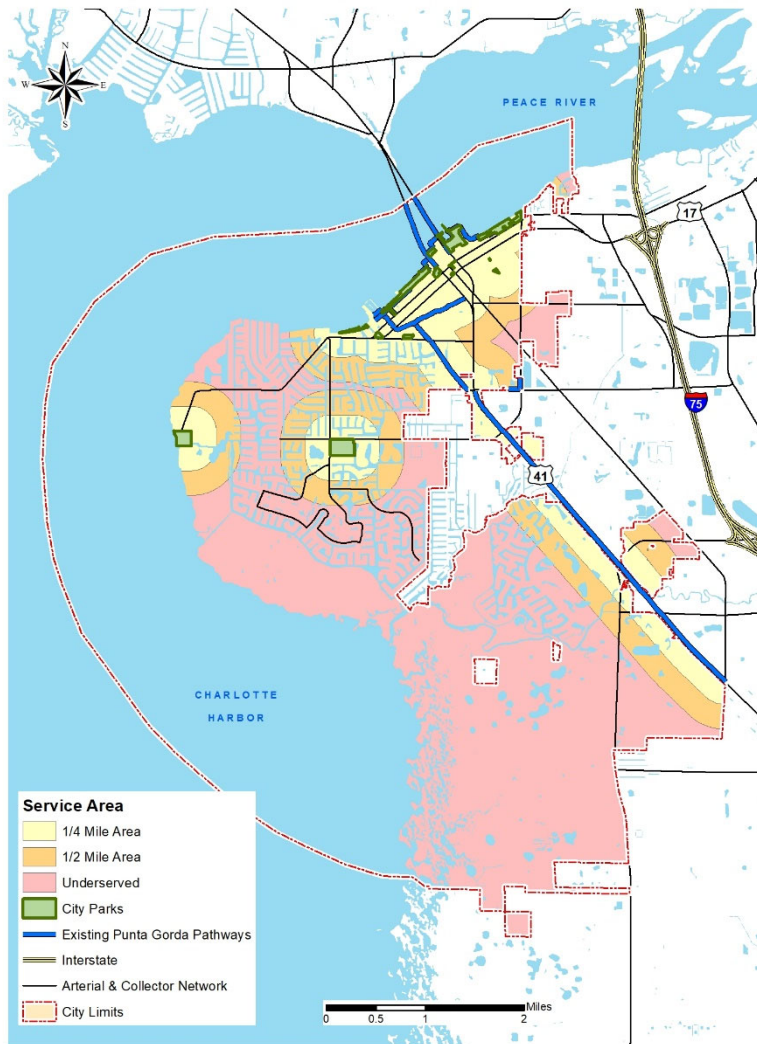 N
W E
S
PEACE RIVER
17
75
41
CHARLOTTE
HARBOR
Service Area
1/4 Mile Area
1/2 Mile Area
Underserved
City Parks
Existing Punta Gorda Pathways
Interstate
Arterial & Collector Network
City Limits
Miles
0 0.5 1 2